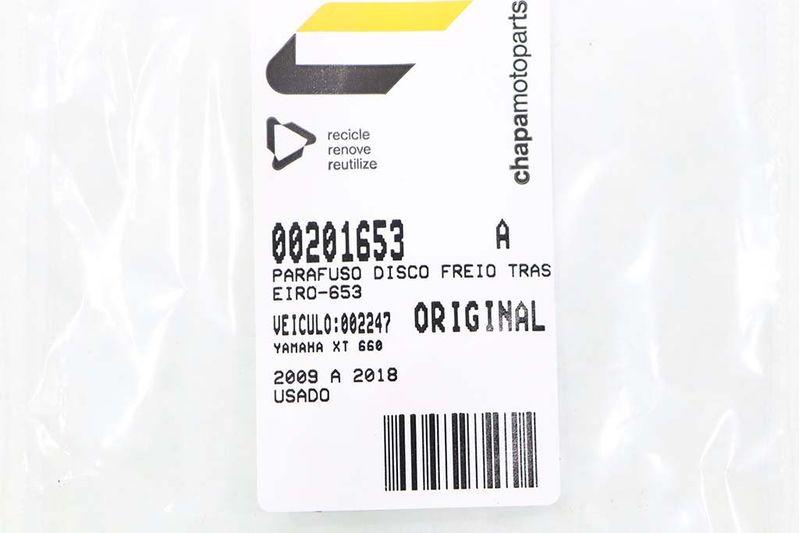 chapamotoparts
recicle
renove
reutilize
00201653 A
PARAFUSO DISCO FREIO TRAS
EIRO-653
VEICULO:002247 ORIGINAL
YAMAHA XT 660
2009 A 2018
USADO